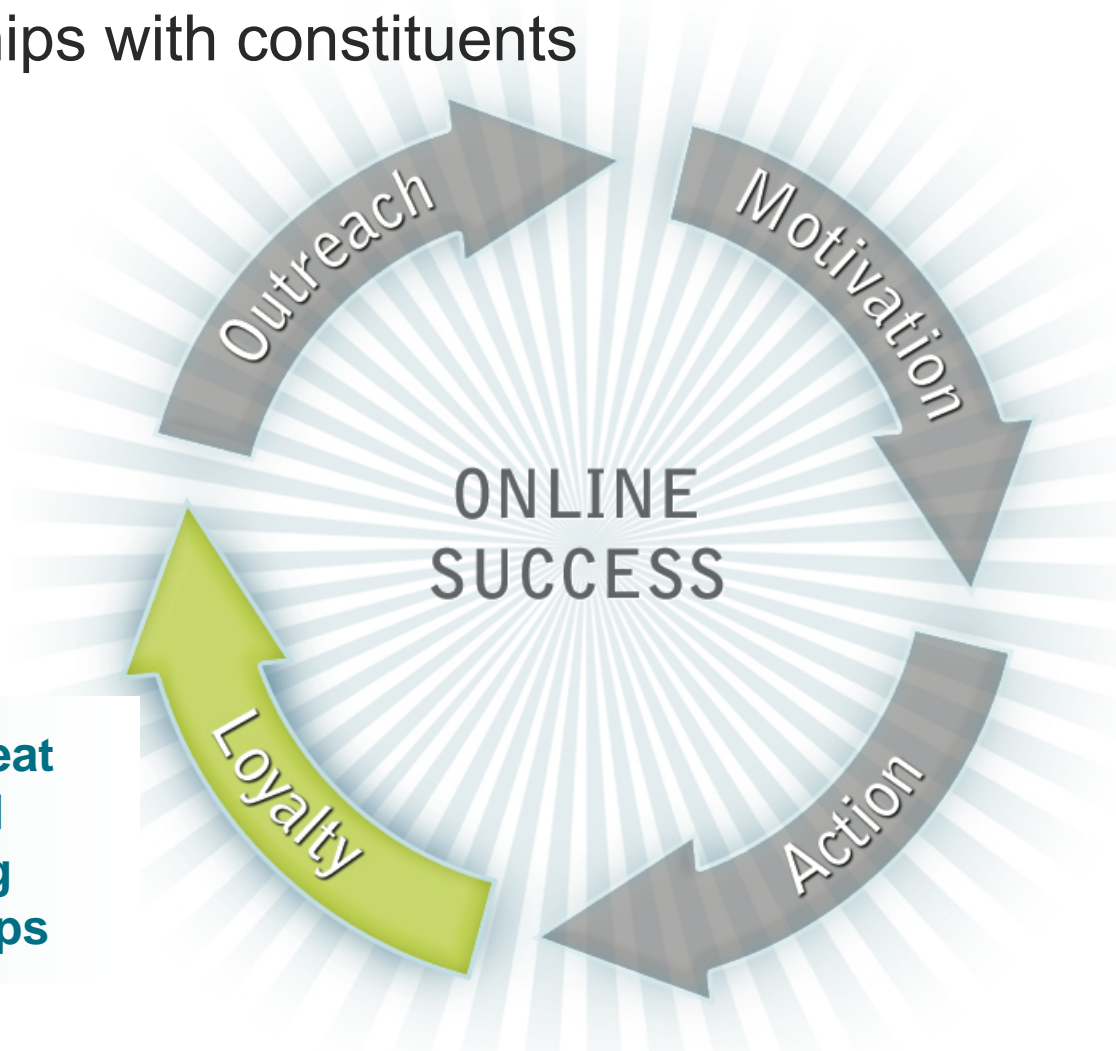 ips with constituents
Outreach
Motivation
ONLINE
SUCCESS
Loyalty
Action
eat
g
ps